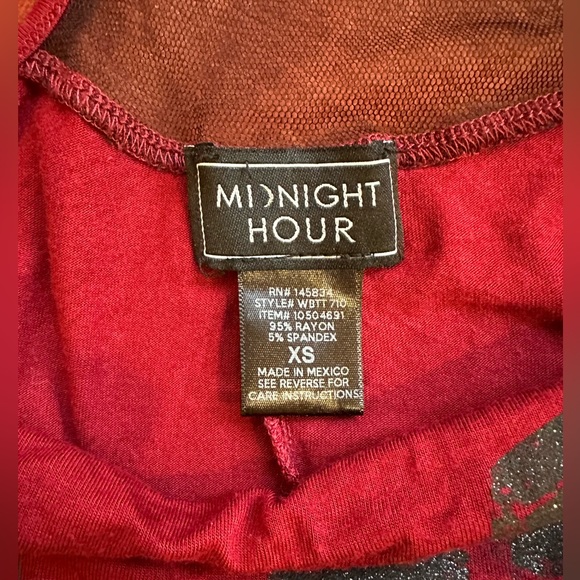 MIDNIGHT
HOUR
RN# 145834
STYLE# WBTT 710
ITEM# 10504691
95% RAYON
5% SPANDEX
XS
MADE IN MEXICO
SEE REVERSE FOR
CARE INSTRUCTIONS